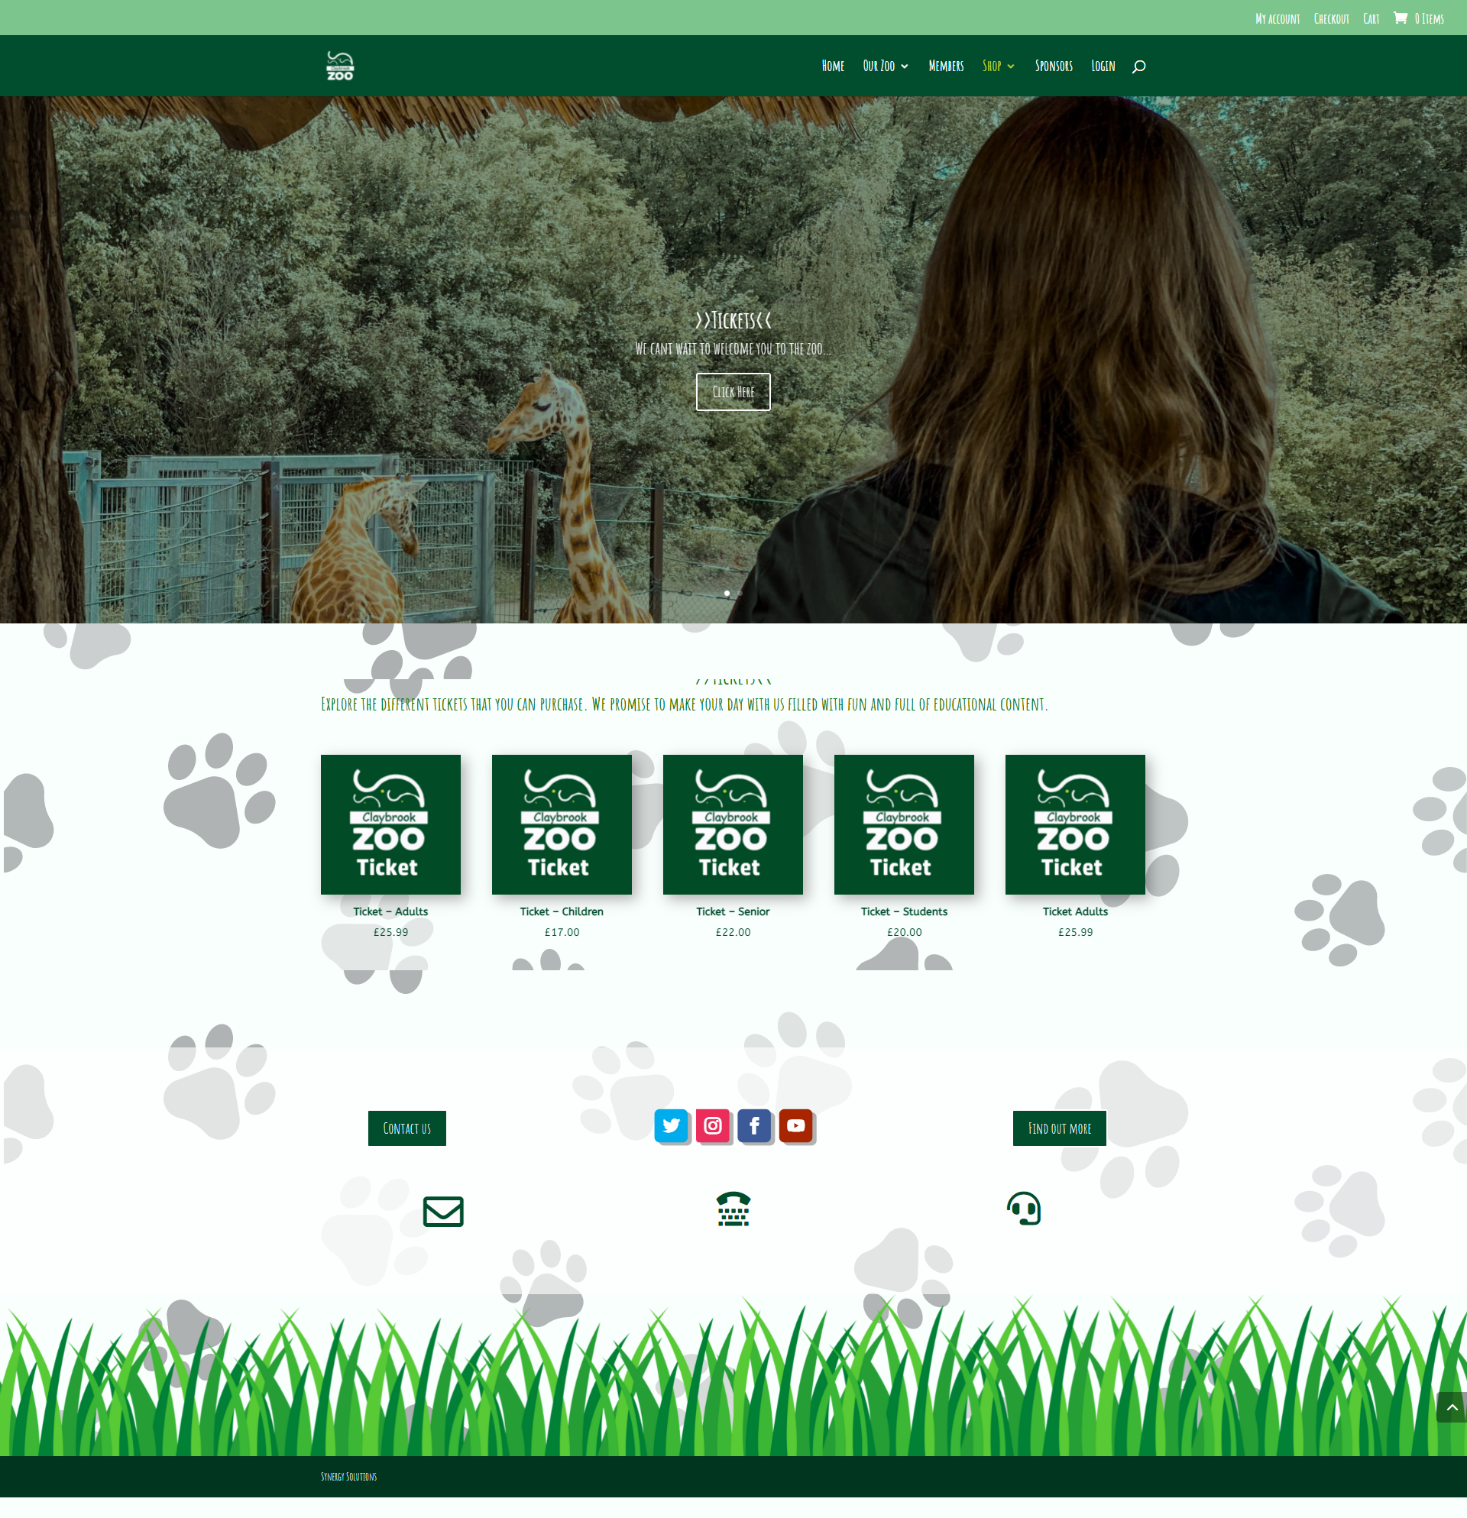 My account Checkout Cart 0 Items
ZOO
Home Our Zoo Members Shop Sponsors Login
>>Tickets<<
We cant wait to welcome you to the zoo...
Click Here
>>Tickets<<
Explore the different tickets that you can purchase. We promise to make your day with us filled with fun and full of educational content.
Claybrook Claybrook Claybrook Claybrook Claybrook
ZOO ZOO ZOO ZOO ZOO
Ticket Ticket Ticket Ticket Ticket
Ticket – Adults Ticket – Children Ticket – Senior Ticket – Students Ticket Adults
£25.99 £17.00 £22.00 £20.00 £25.99
Contact us Find out more
Synergy Solutions